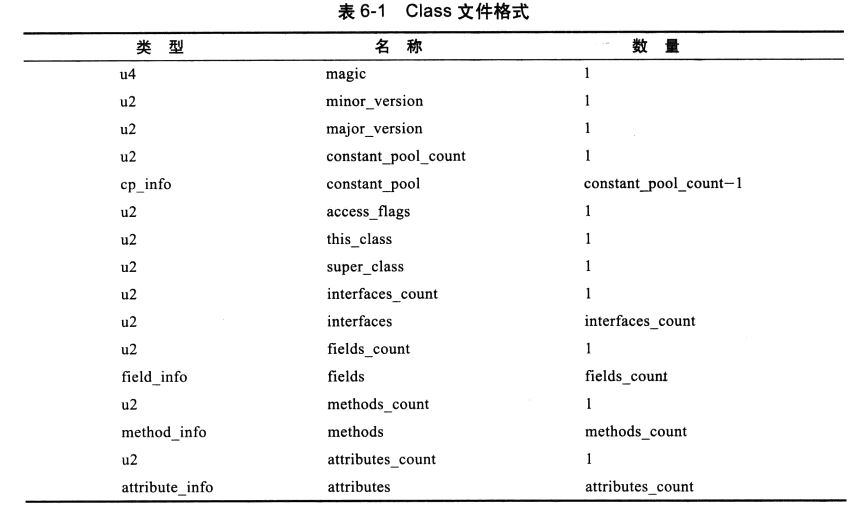 表 6-1 Class 文件格式
类 型 名 称 数 量
u4 magic 1
u2 minor_version 1
u2 major_version 1
u2 constant_pool_count 1
cp_info constant_pool constant_pool_count−1
u2 access_flags 1
u2 this_class 1
u2 super_class 1
u2 interfaces_count 1
u2 interfaces interfaces_count
u2 fields_count 1
field_info fields fields_count
u2 methods_count 1
method_info methods methods_count
u2 attributes_count 1
attribute_info attributes attributes_count